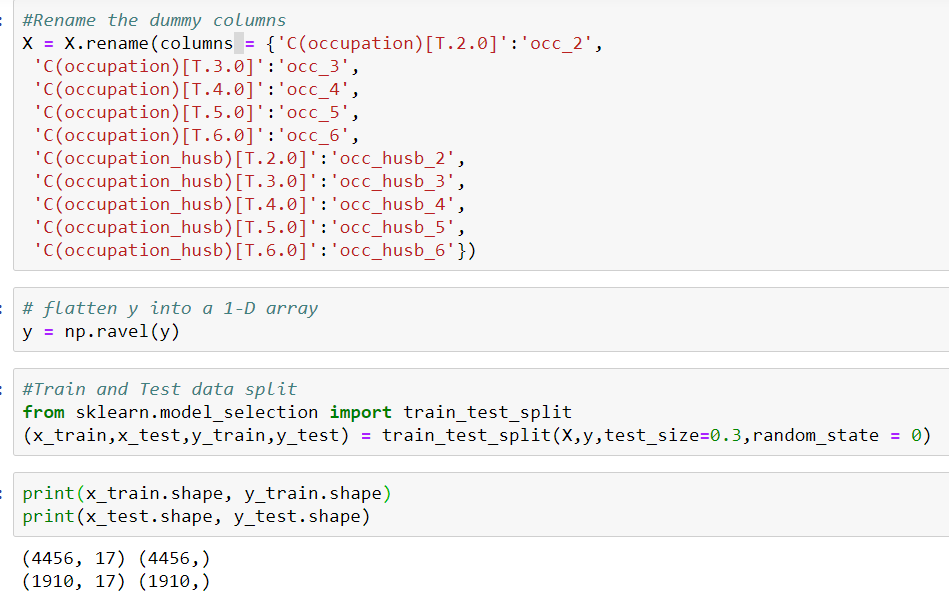 #Rename the dummy columns
X = X.rename(columns = {'C(occupation)[T.2.0]':'occ_2',
'C(occupation)[T.3.0]':'occ_3',
'C(occupation)[T.4.0]':'occ_4',
'C(occupation)[T.5.0]':'occ_5',
'C(occupation)[T.6.0]':'occ_6',
'C(occupation_husb)[T.2.0]':'occ_husb_2',
'C(occupation_husb)[T.3.0]':'occ_husb_3',
'C(occupation_husb)[T.4.0]':'occ_husb_4',
'C(occupation_husb)[T.5.0]':'occ_husb_5',
'C(occupation_husb)[T.6.0]':'occ_husb_6'})
# flatten y into a 1-D array
y = np.ravel(y)
#Train and Test data split
from sklearn.model_selection import train_test_split
(x_train,x_test,y_train,y_test) = train_test_split(X,y,test_size=0.3,random_state = 0)
print(x_train.shape, y_train.shape)
print(x_test.shape, y_test.shape)
(4456, 17) (4456,)
(1910, 17) (1910,)